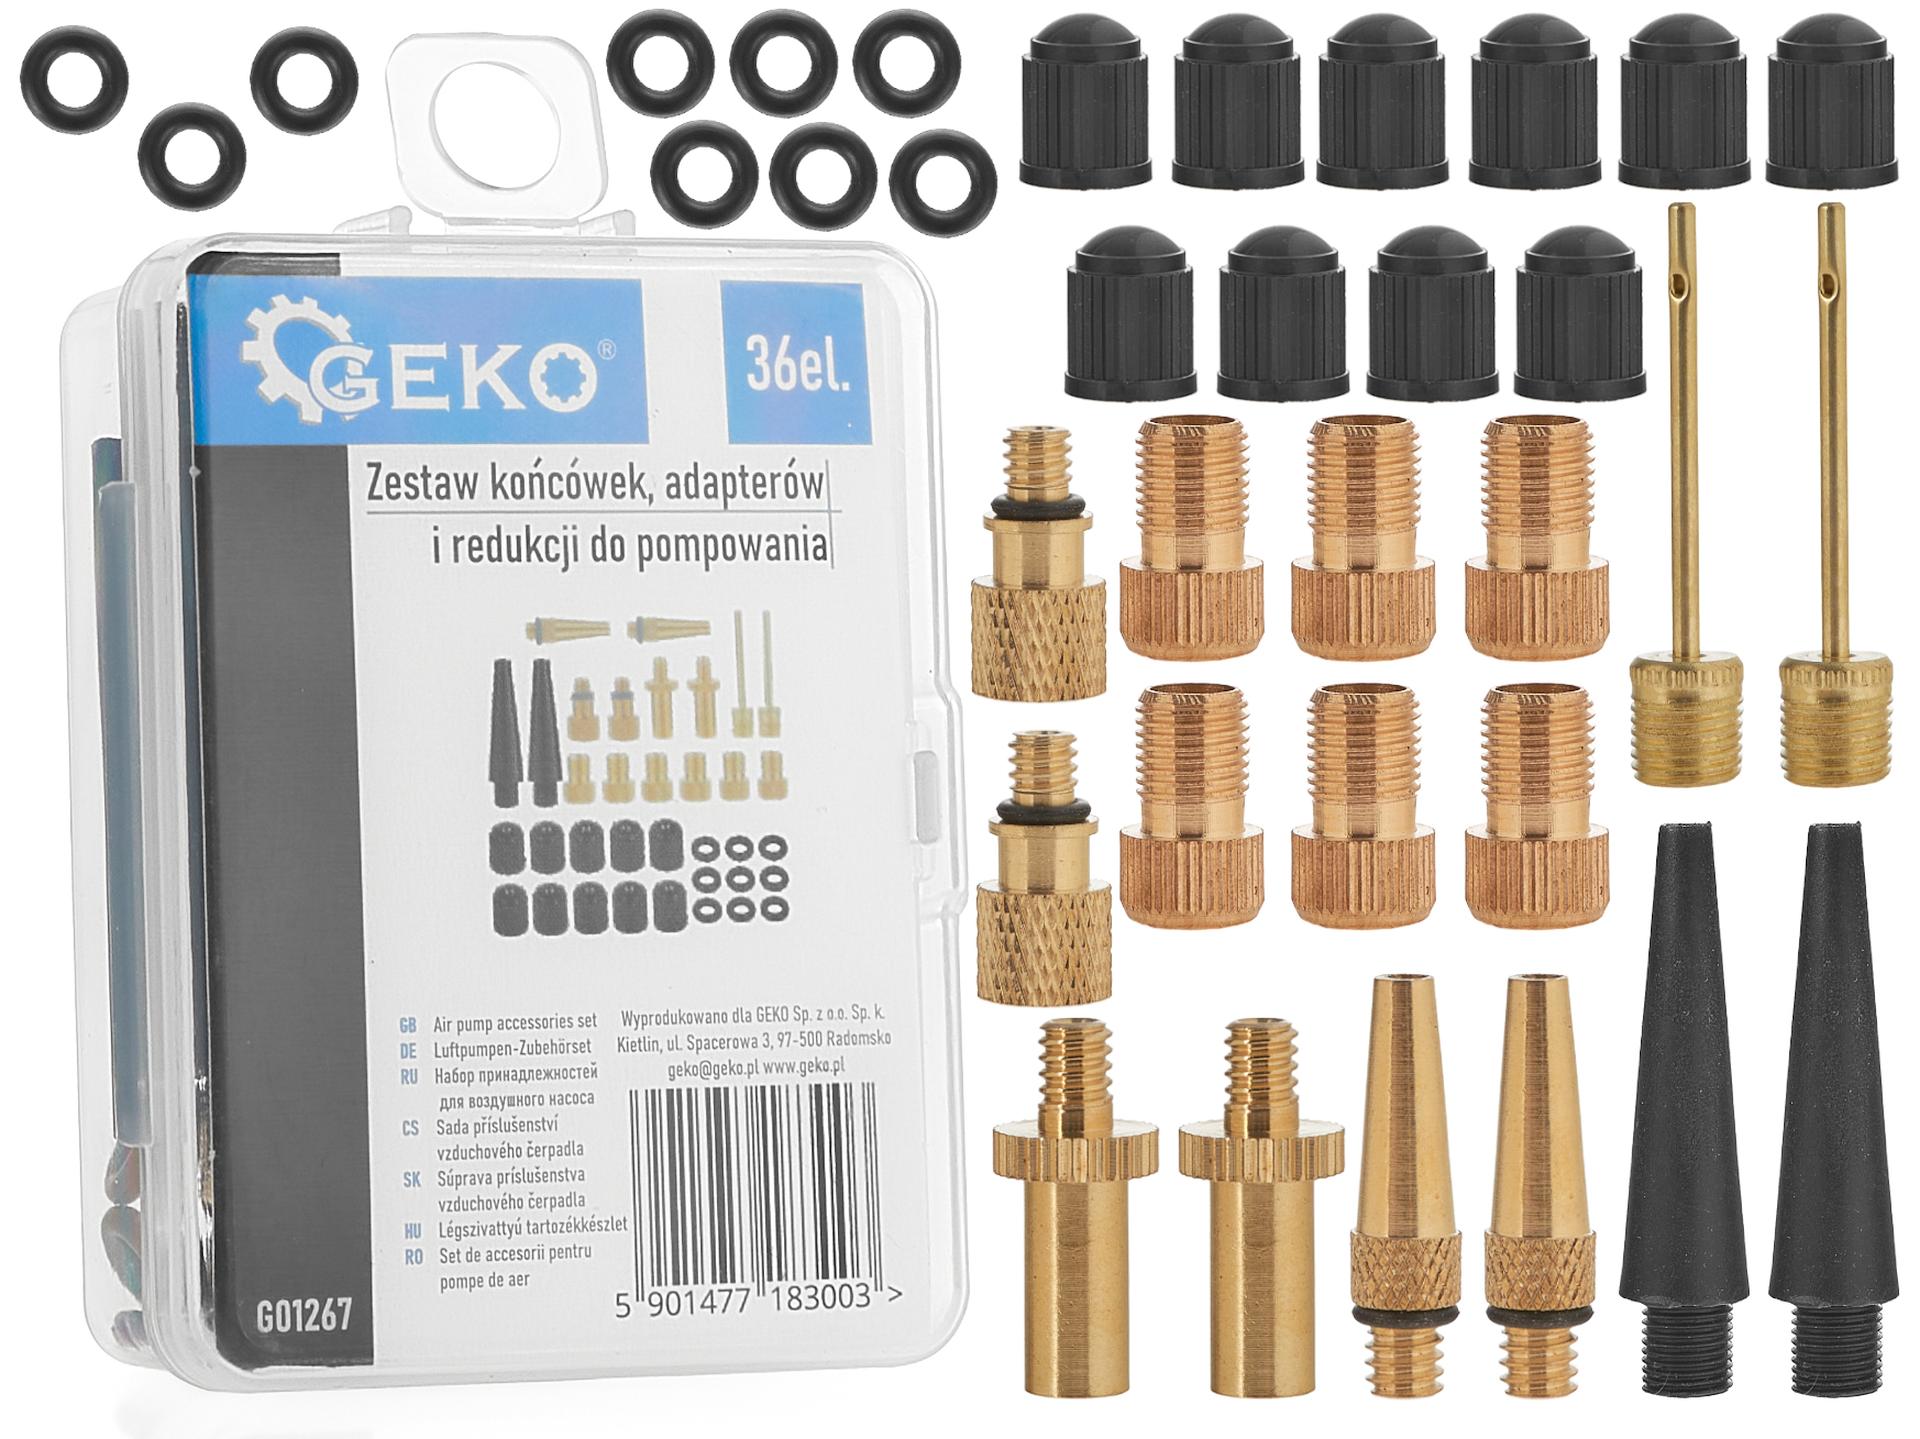 GEKO®
36el.
Zestaw końcówek, adapterów
i redukcji do pompowania
GB Air pump accessories set
DE Luftpumpen-Zubehörset
RU Набор принадлежностей
для воздушного насоса
CS Sada příslušenství
vzduchového čerpadla
SK Súprava príslušenstva
vzduchového čerpadla
HU Légszivattyú tartozékkészlet
RO Set de accesorii pentru
pompe de aer
Wyprodukowano dla GEKO Sp. z o.o. Sp. k.
Kietlin, ul. Spacerowa 3, 97-500 Radomsko
geko@geko.pl www.geko.pl
5 901477 183003 >
G01267